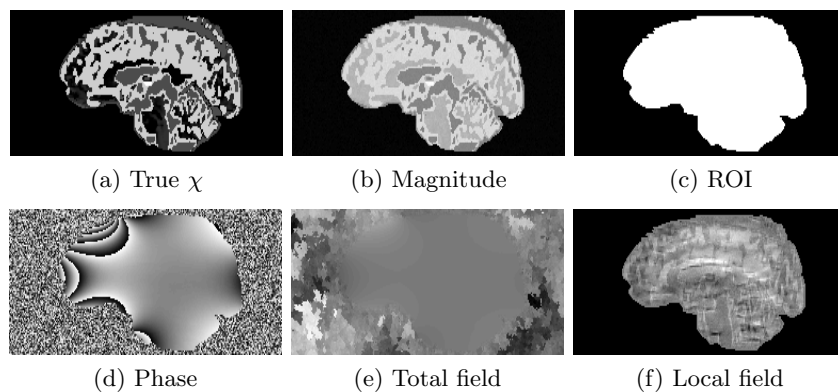 (a) True χ
(b) Magnitude
(c) ROI
(d) Phase
(e) Total field
(f) Local field